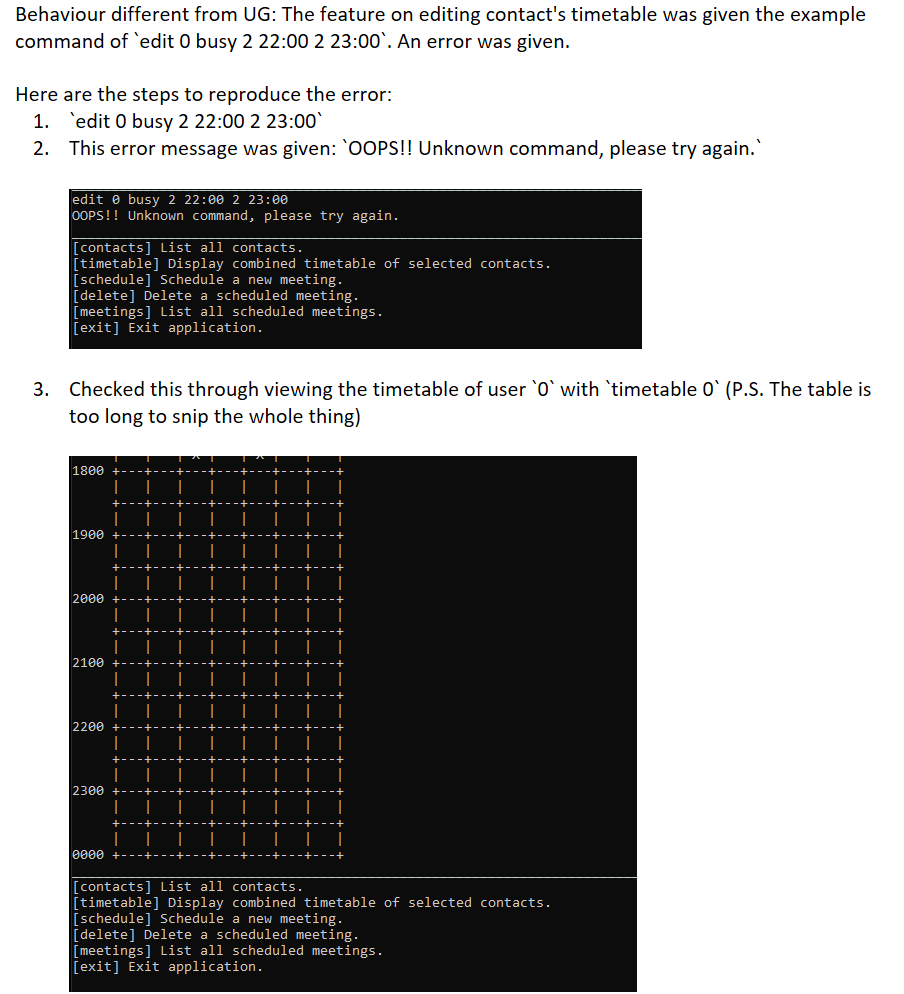 Behaviour different from UG: The feature on editing contact's timetable was given the example
command of `edit 0 busy 2 22:00 2 23:00`. An error was given.
Here are the steps to reproduce the error:
1. `edit 0 busy 2 22:00 2 23:00`
2. This error message was given: `OOPS!! Unknown command, please try again.`
edit 0 busy 2 22:00 2 23:00
OOPS!! Unknown command, please try again.
[contacts] List all contacts.
[timetable] Display combined timetable of selected contacts.
[schedule] Schedule a new meeting.
[delete] Delete a scheduled meeting.
[meetings] List all scheduled meetings.
[exit] Exit application.
3. Checked this through viewing the timetable of user `0` with `timetable 0` (P.S. The table is
too long to snip the whole thing)
1800
1900
2000
2100
2200
2300
0000
[contacts] List all contacts.
[timetable] Display combined timetable of selected contacts.
[schedule] Schedule a new meeting.
[delete] Delete a scheduled meeting.
[meetings] List all scheduled meetings.
[exit] Exit application.